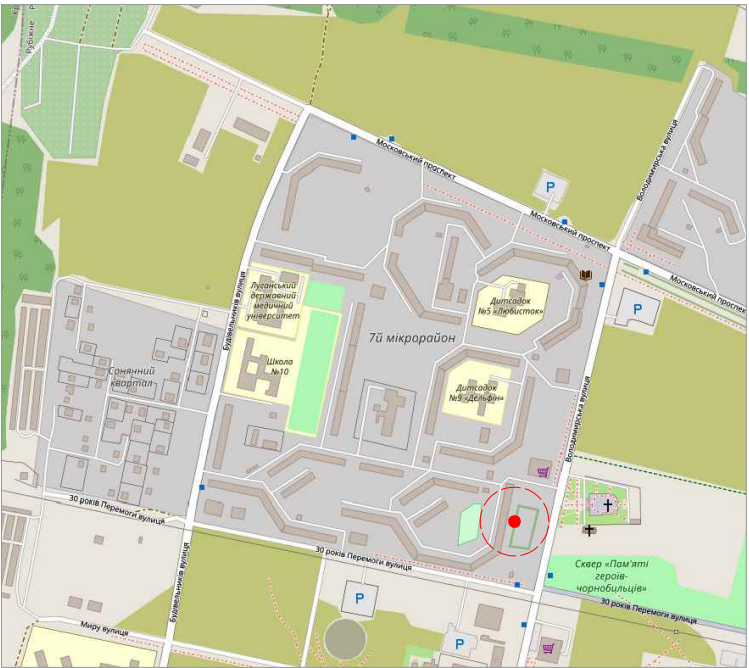 Рубіжне
Московський проспект
Володимирська вулиця
Московський проспект
Р
Московський проспек
Р
Будівельників вулиця
Луганський
державний
медичний
університет
Дитсадок
№5 «Любисток»
7й мікрорайон
Школа
№10
Сонячний
квартал
Дитсадок
№9 «Дельфін»
Володимирська вулиця
30 років Перемоги вулиця
30 років Перемоги вулиця
Сквер «Пам'яті
героїв-
чорнобильців»
30 років Перемоги вулиця
Будівельників вулиця
Р
Миру вулиця
Р